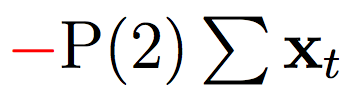 −P(2) ∑ 𝐱ₜ